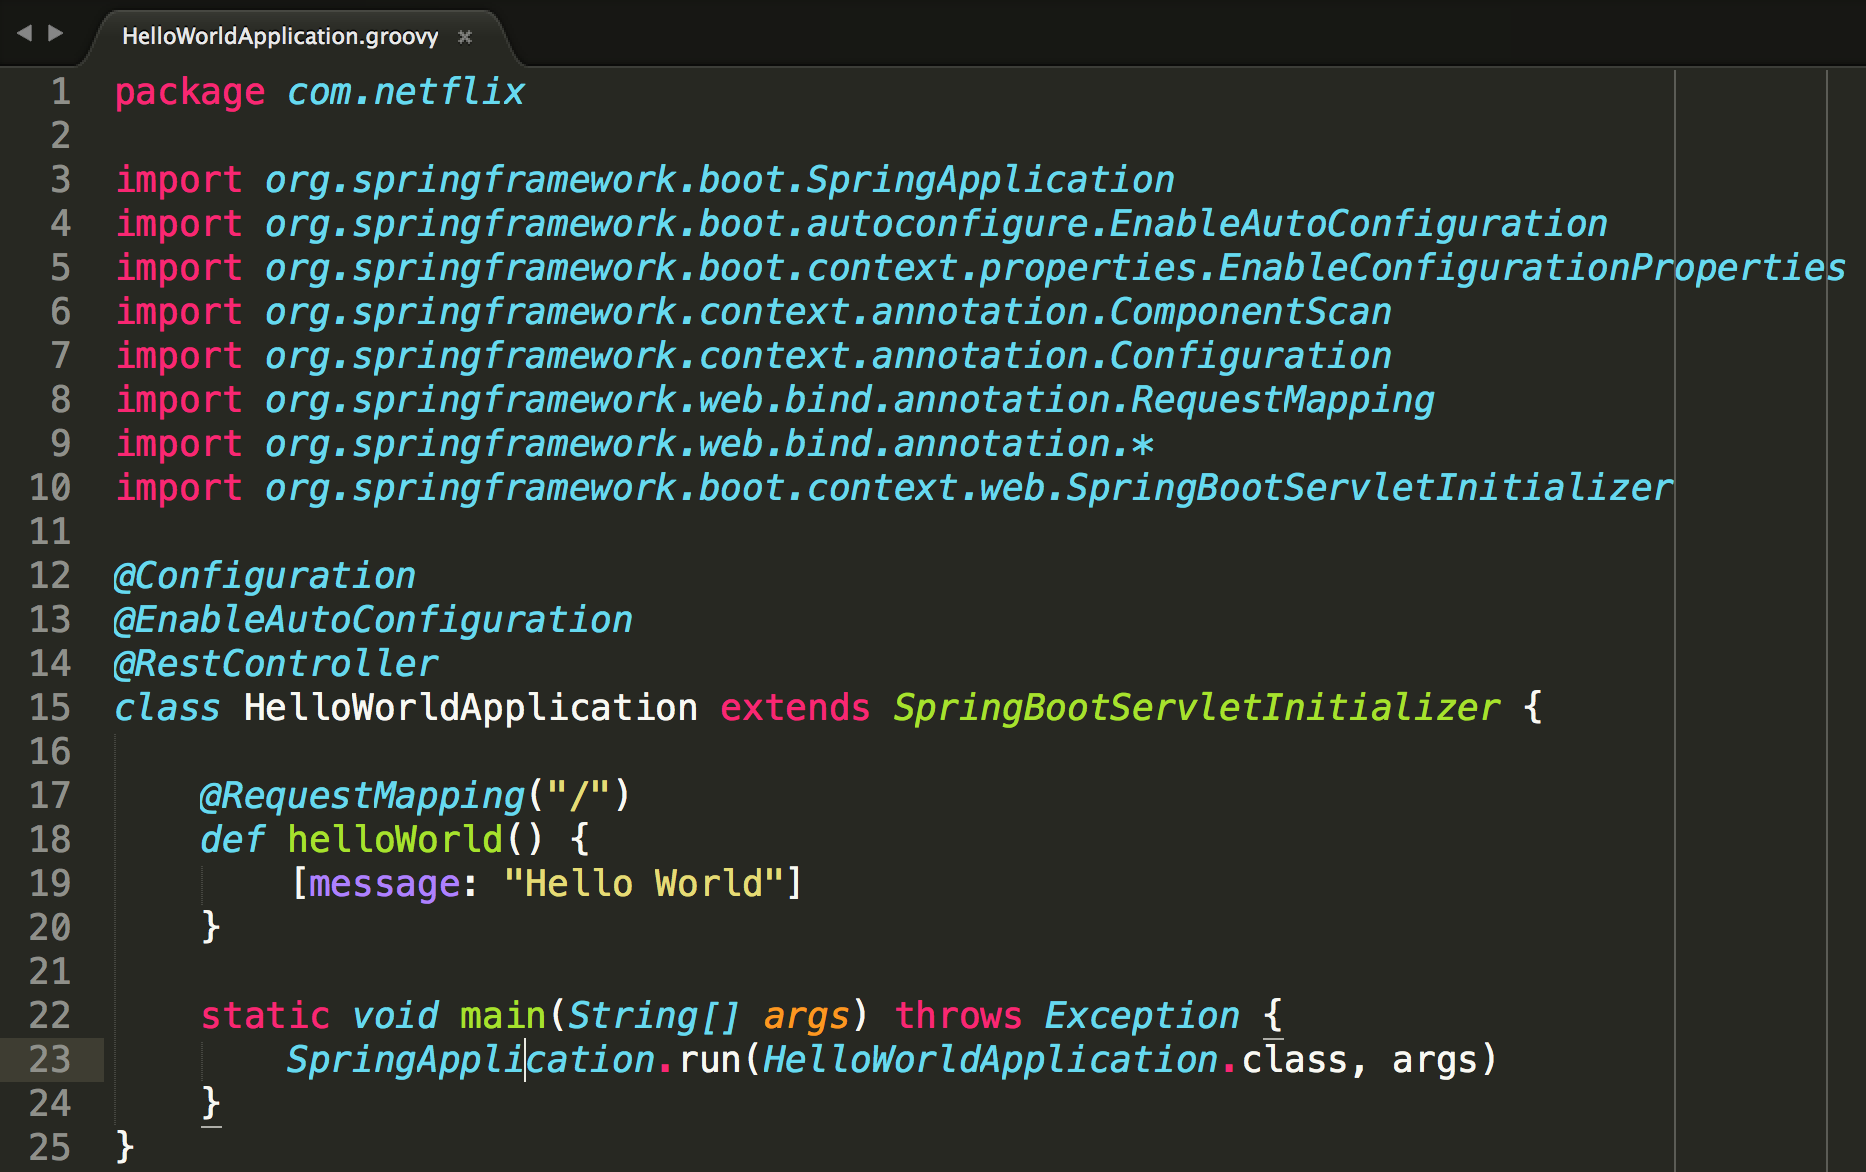 HelloWorldApplication.groovy
1 package com.netflix
2
3 import org.springframework.boot.SpringApplication
4 import org.springframework.boot.autoconfigure.EnableAutoConfiguration
5 import org.springframework.boot.context.properties.EnableConfigurationProperties
6 import org.springframework.context.annotation.ComponentScan
7 import org.springframework.context.annotation.Configuration
8 import org.springframework.web.bind.annotation.RequestMapping
9 import org.springframework.web.bind.annotation.*
10 import org.springframework.boot.context.web.SpringBootServletInitializer
11
12 @Configuration
13 @EnableAutoConfiguration
14 @RestController
15 class HelloWorldApplication extends SpringBootServletInitializer {
16
17     @RequestMapping("/")
18     def helloWorld() {
19         [message: "Hello World"]
20     }
21
22     static void main(String[] args) throws Exception {
23         SpringApplication.run(HelloWorldApplication.class, args)
24     }
25 }